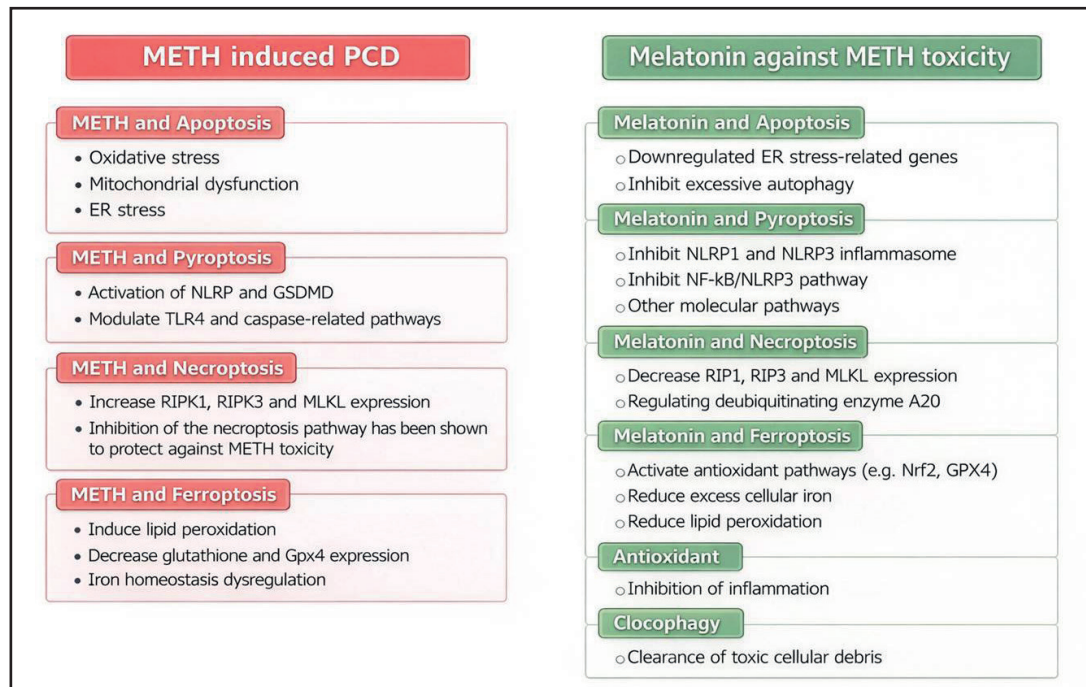 METH induced PCD
METH and Apoptosis
• Oxidative stress
• Mitochondrial dysfunction
• ER stress
METH and Pyroptosis
• Activation of NLRP and GSDMD
• Modulate TLR4 and caspase-related pathways
METH and Necroptosis
• Increase RIPK1, RIPK3 and MLKL expression
• Inhibition of the necroptosis pathway has been shown
to protect against METH toxicity
METH and Ferroptosis
• Induce lipid peroxidation
• Decrease glutathione and Gpx4 expression
• Iron homeostasis dysregulation
Melatonin against METH toxicity
Melatonin and Apoptosis
○ Downregulated ER stress-related genes
○ Inhibit excessive autophagy
Melatonin and Pyroptosis
○ Inhibit NLRP1 and NLRP3 inflammasome
○ Inhibit NF-kB/NLRP3 pathway
○ Other molecular pathways
Melatonin and Necroptosis
○ Decrease RIP1, RIP3 and MLKL expression
○ Regulating deubiquitinating enzyme A20
Melatonin and Ferroptosis
○ Activate antioxidant pathways (e.g. Nrf2, GPX4)
○ Reduce excess cellular iron
○ Reduce lipid peroxidation
Antioxidant
○ Inhibition of inflammation
Clocophagy
○ Clearance of toxic cellular debris